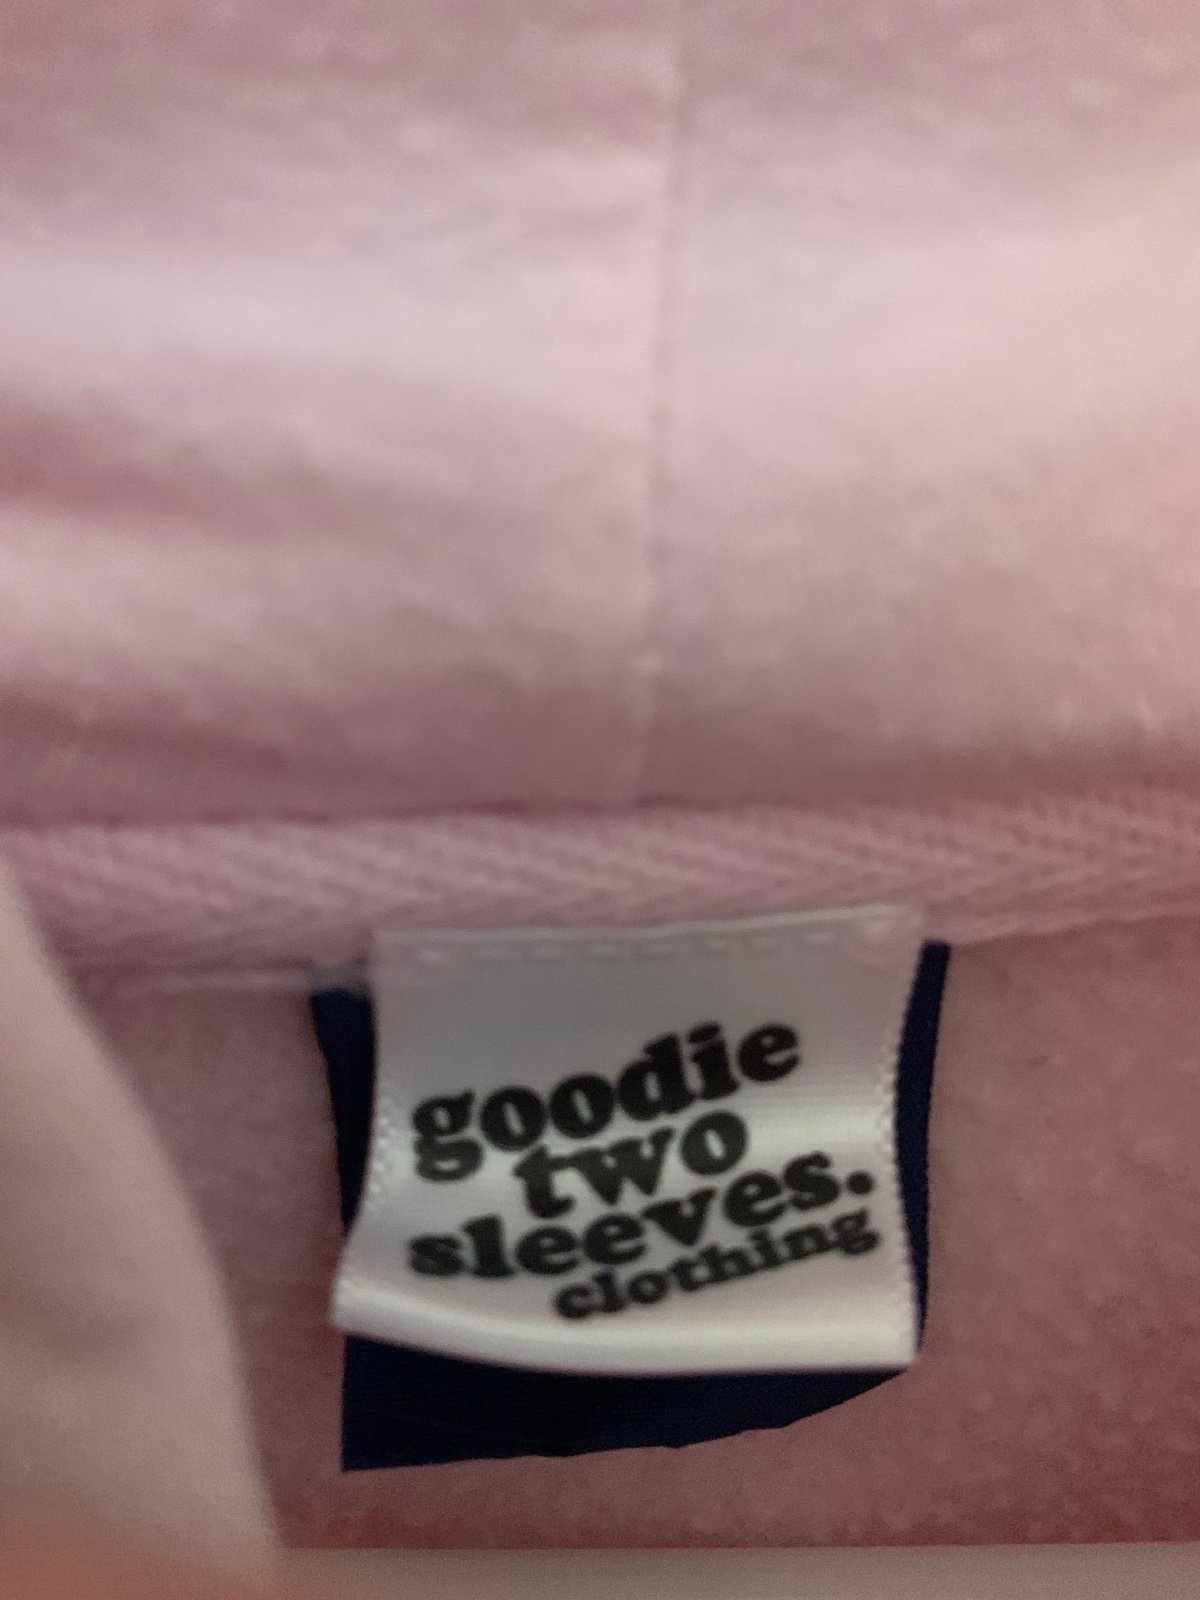 goodie
two
sleeves.
clothing